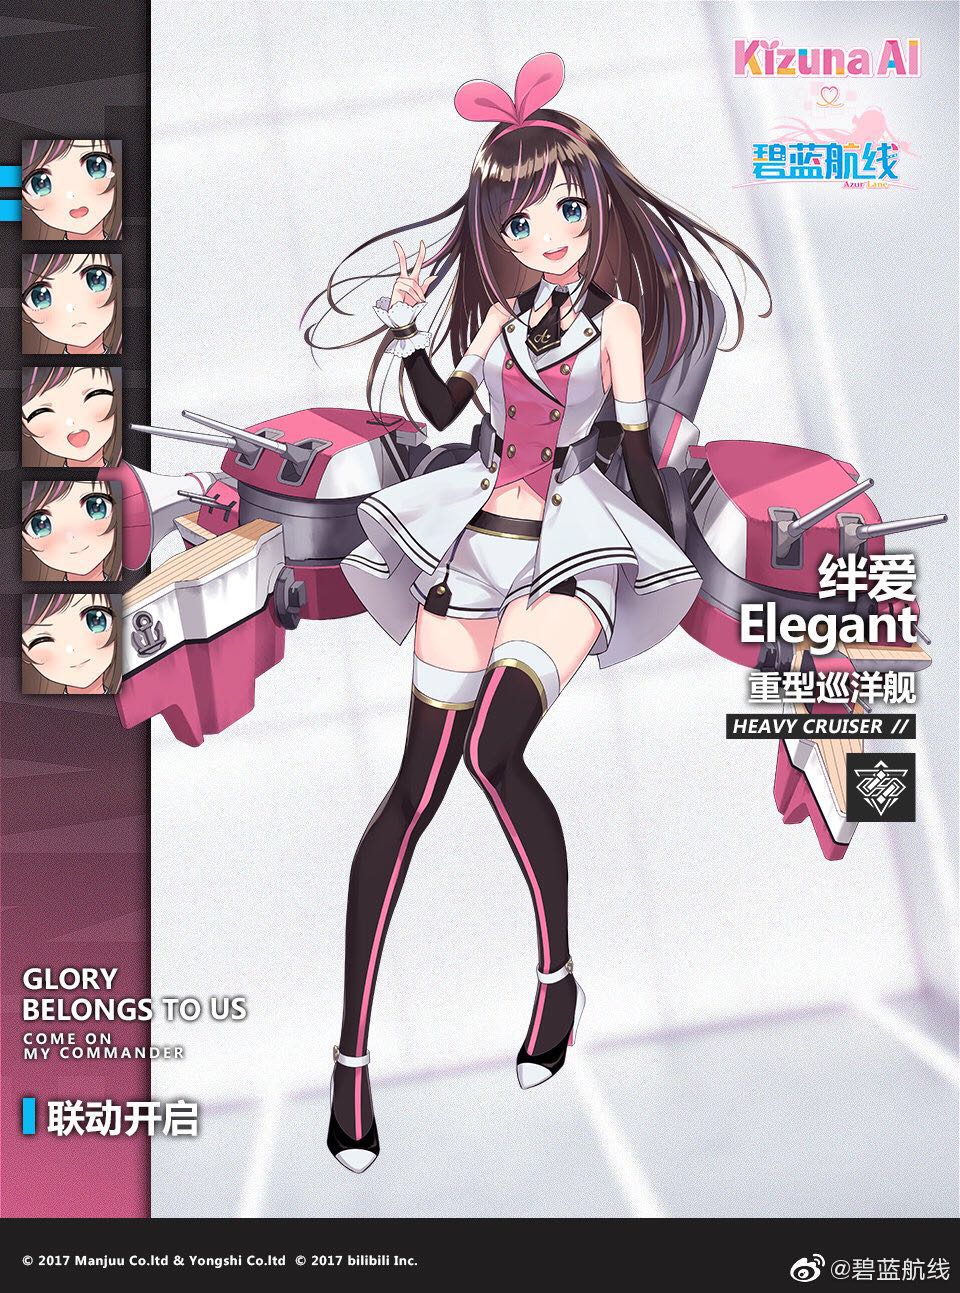 Kizuna AI
碧蓝航线
Azur Lane
绊爱
Elegant
重型巡洋舰
HEAVY CRUISER //
GLORY
BELONGS TO US
COME ON
MY COMMANDER
联动开启
© 2017 Manjuu Co.ltd & Yongshi Co.ltd © 2017 bilibili Inc.
@碧蓝航线